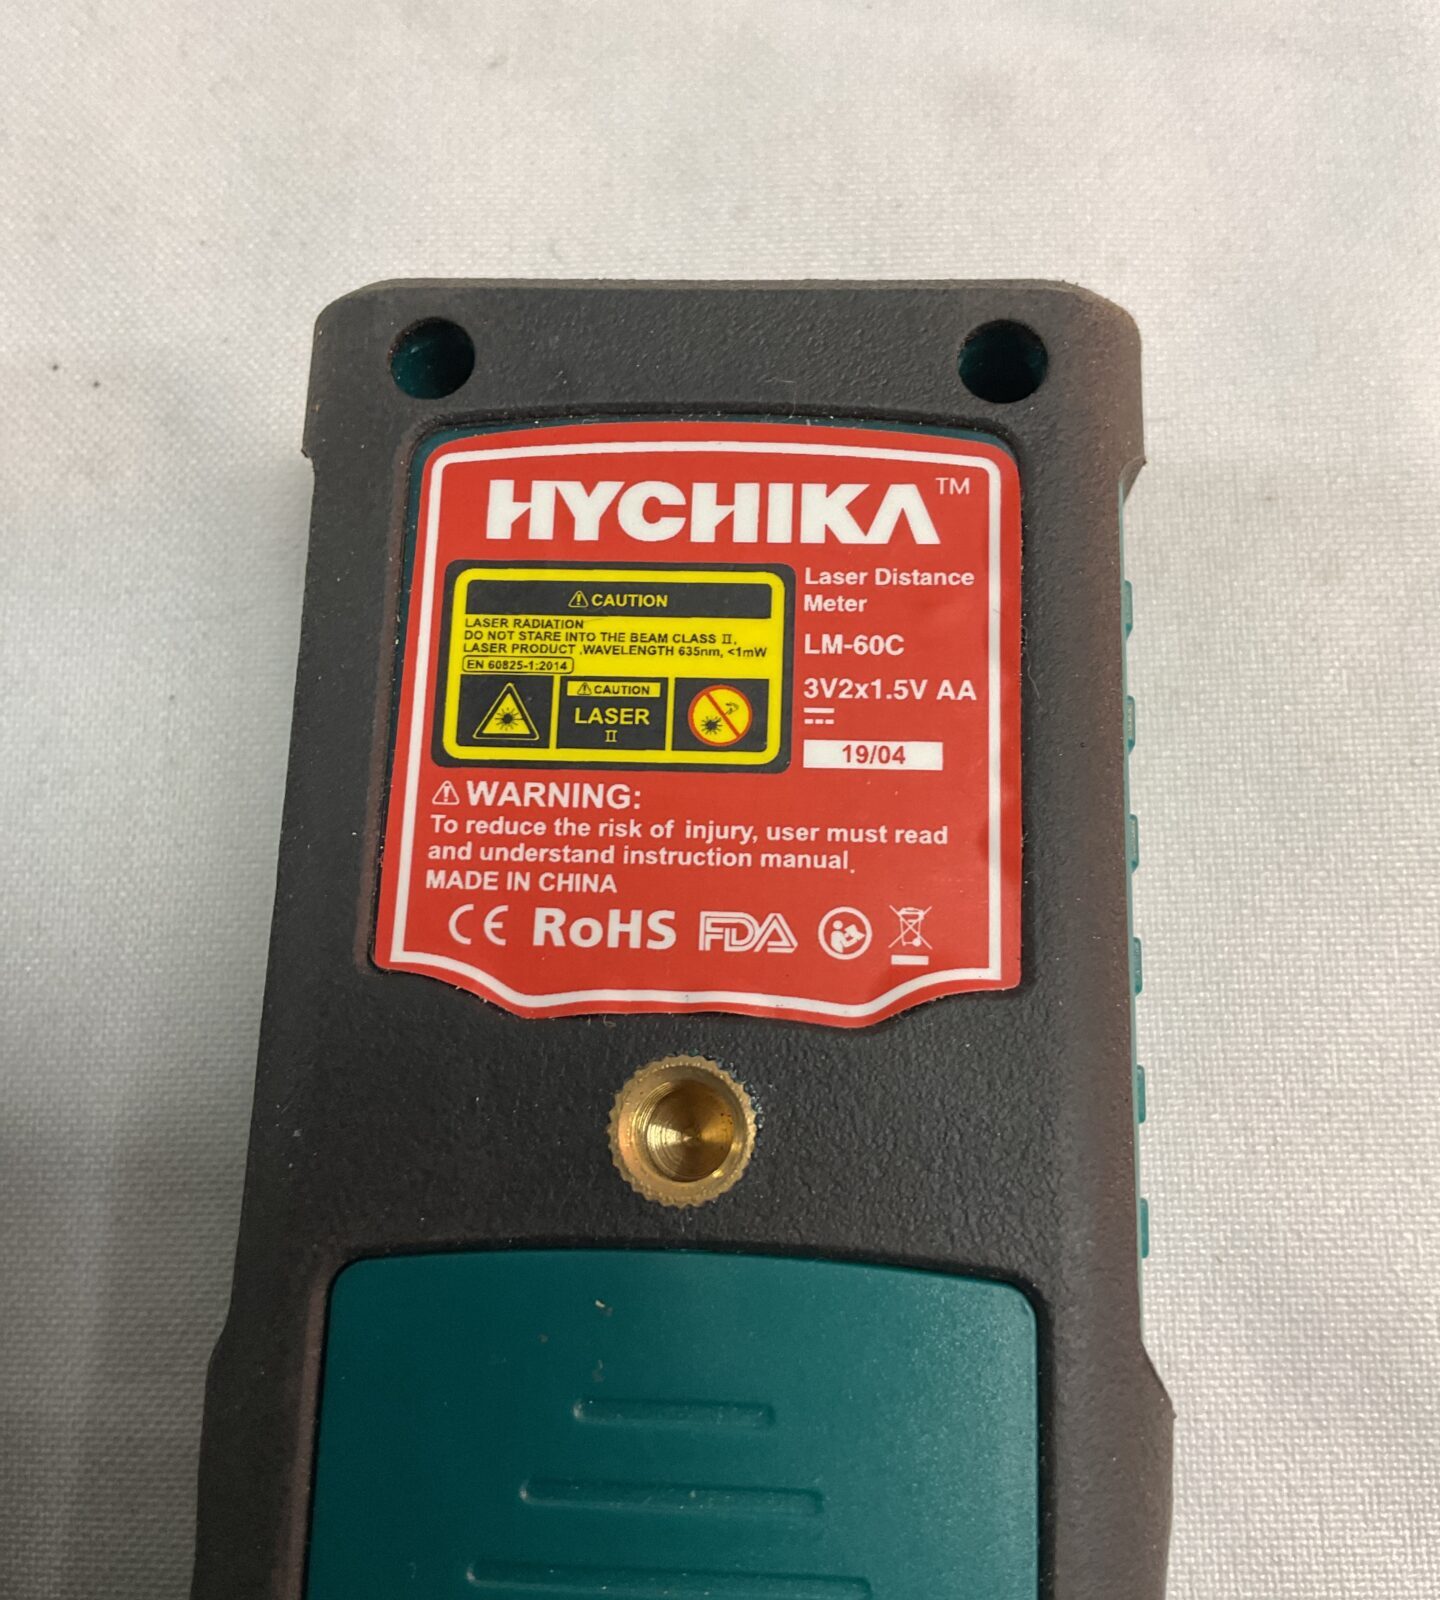 HYCHIKA™
⚠ CAUTION
LASER RADIATION
DO NOT STARE INTO THE BEAM CLASS II.
LASER PRODUCT .WAVELENGTH 635nm, <1mW
EN 60825-1:2014
⚠ CAUTION
LASER
II
Laser Distance
Meter
LM-60C
3V2x1.5V AA
19/04
⚠ WARNING:
To reduce the risk of injury, user must read
and understand instruction manual.
MADE IN CHINA
CE RoHS FDA